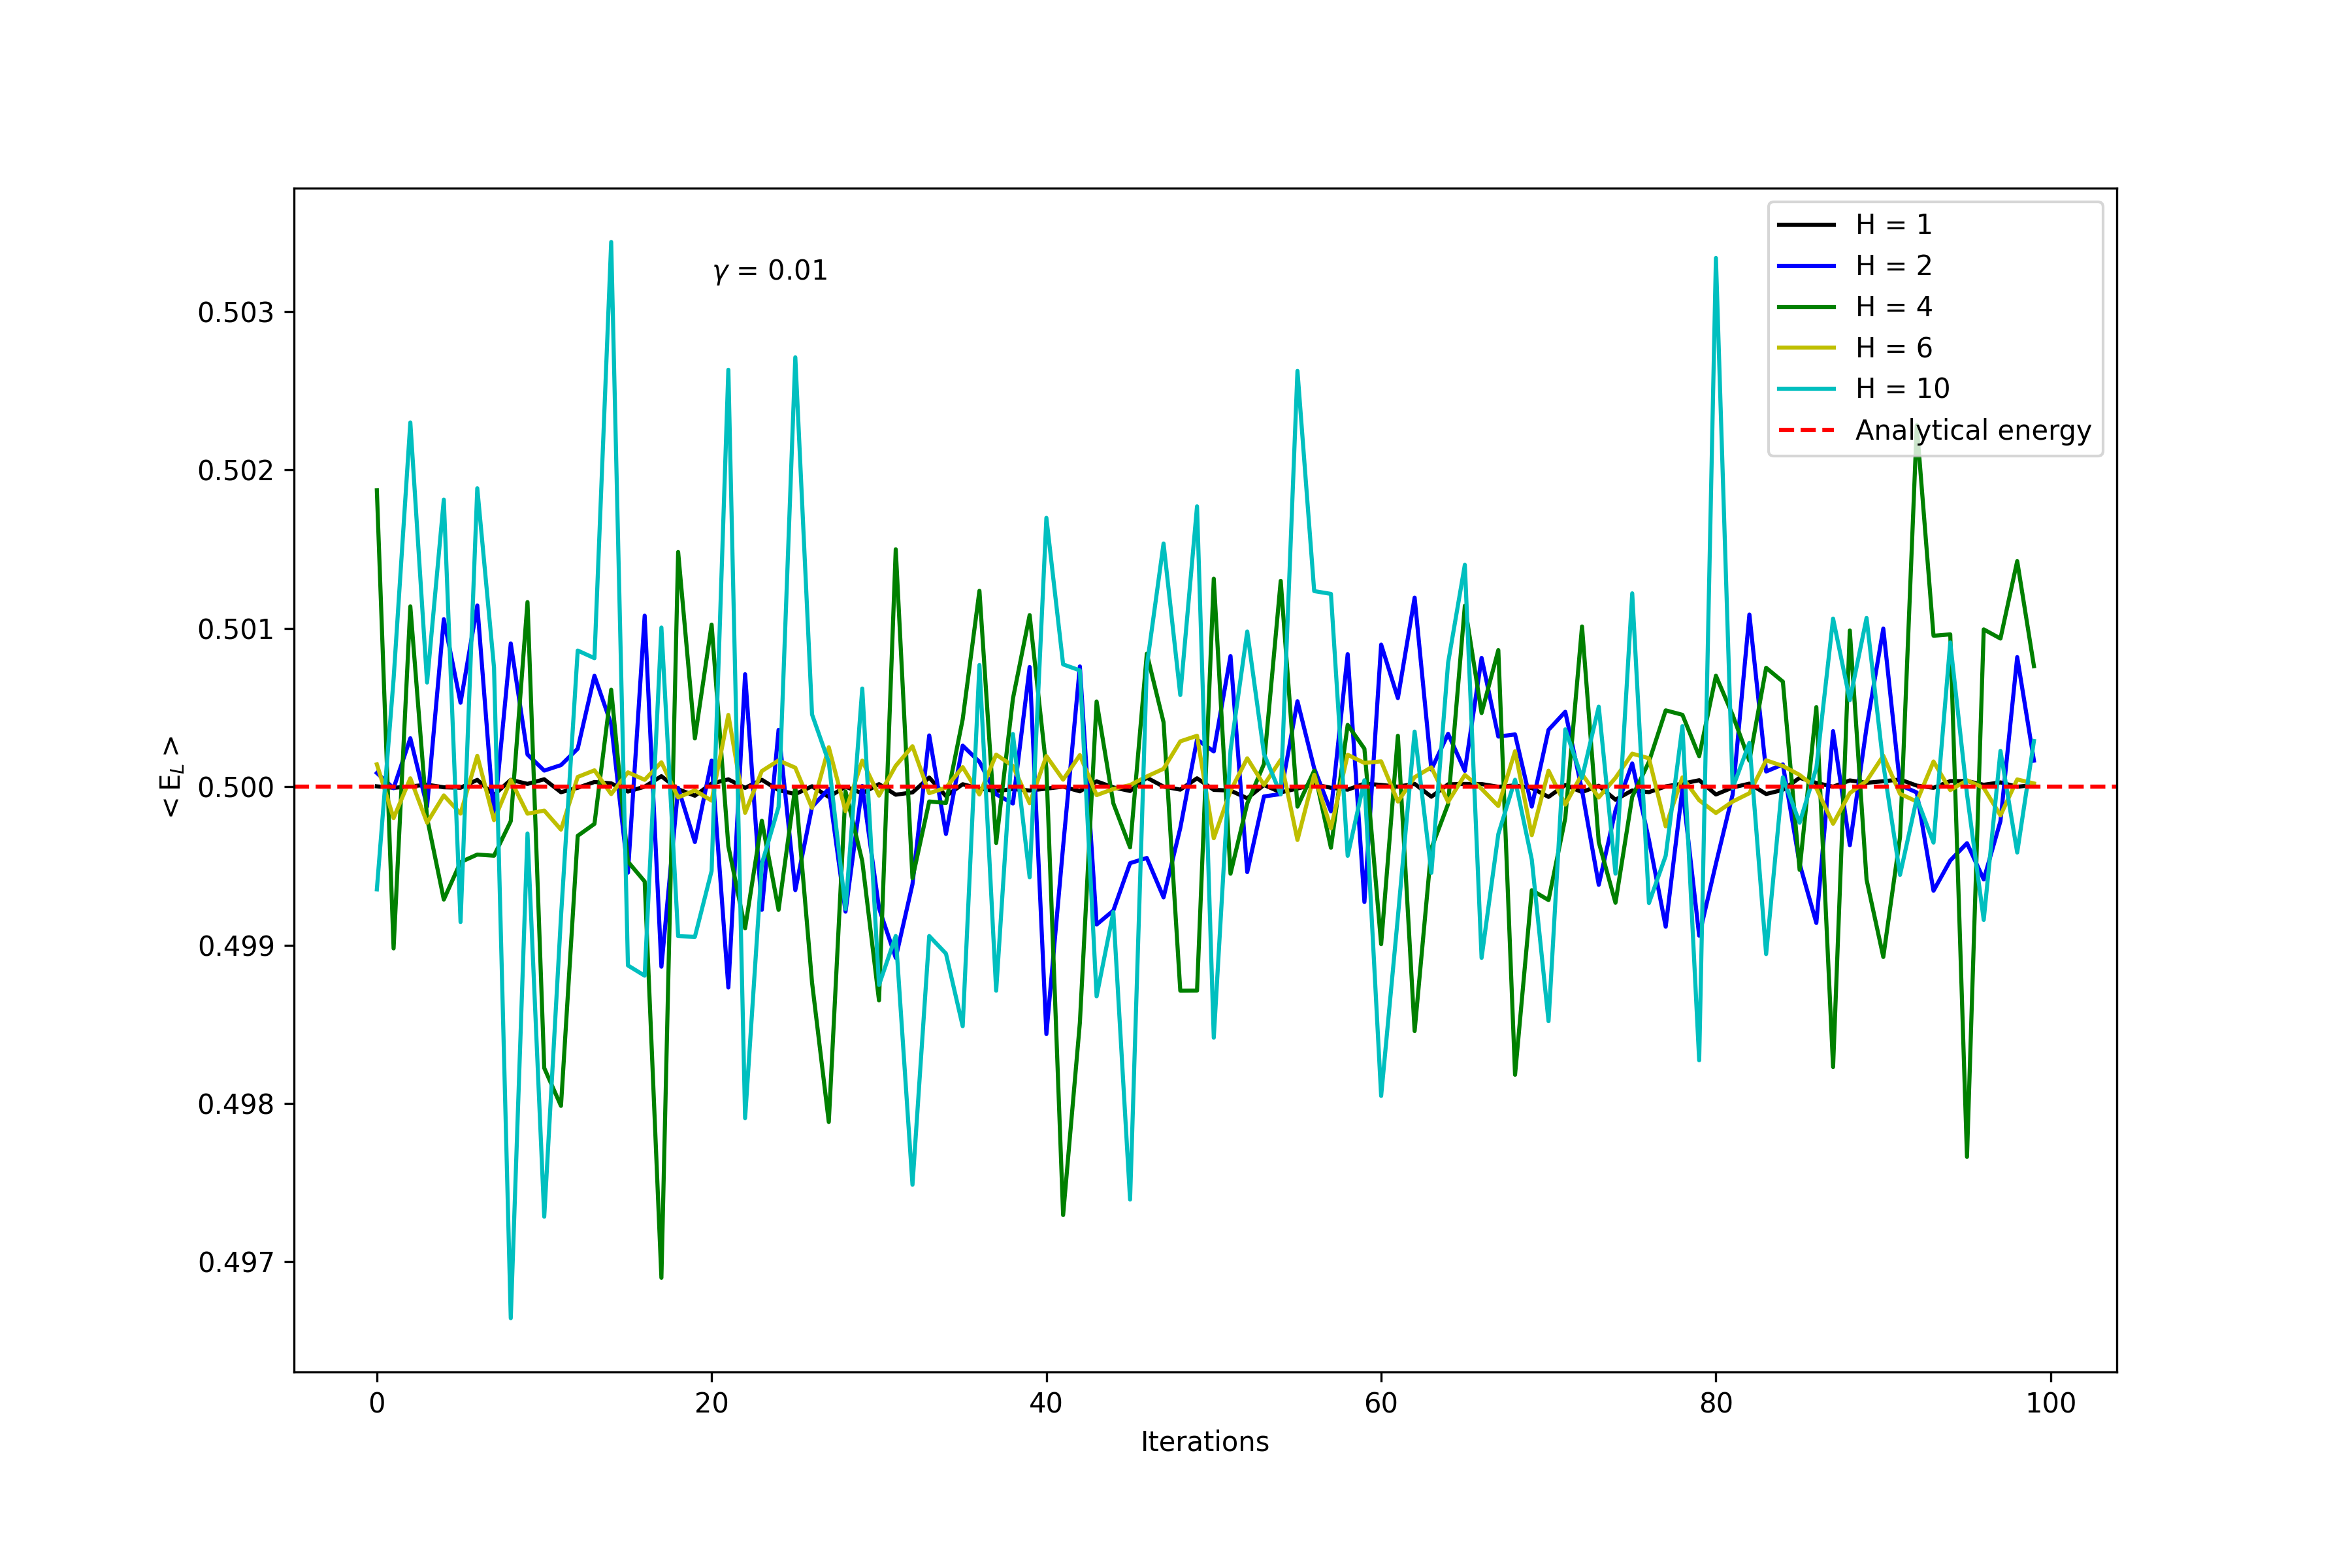 γ = 0.01
H = 1
H = 2
H = 4
H = 6
H = 10
Analytical energy
0.503
0.502
0.501
0.500
0.499
0.498
0.497
< E_L >
0 20 40 60 80 100
Iterations